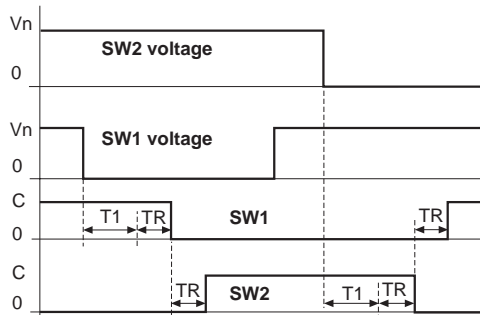 Vn
SW2 voltage
0
Vn
SW1 voltage
0
C
T1 TR SW1 TR
0
C
TR SW2 T1 TR
0